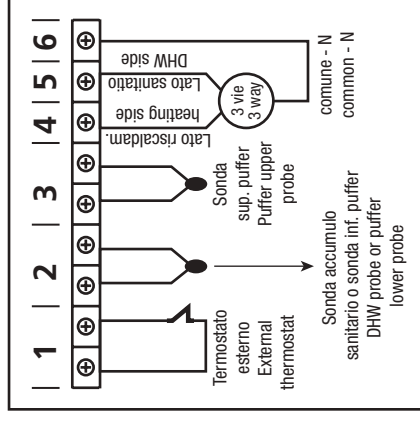 1
2
3
4
5
6
Termostato
esterno
External
thermostat
Sonda accumulo
sanitario o sonda inf. puffer
DHW probe or puffer
lower probe
Sonda
sup. puffer
Puffer upper
probe
Lato riscaldam.
heating side
Lato sanitatio
DHW side
3 vie
3 way
comune - N
common - N